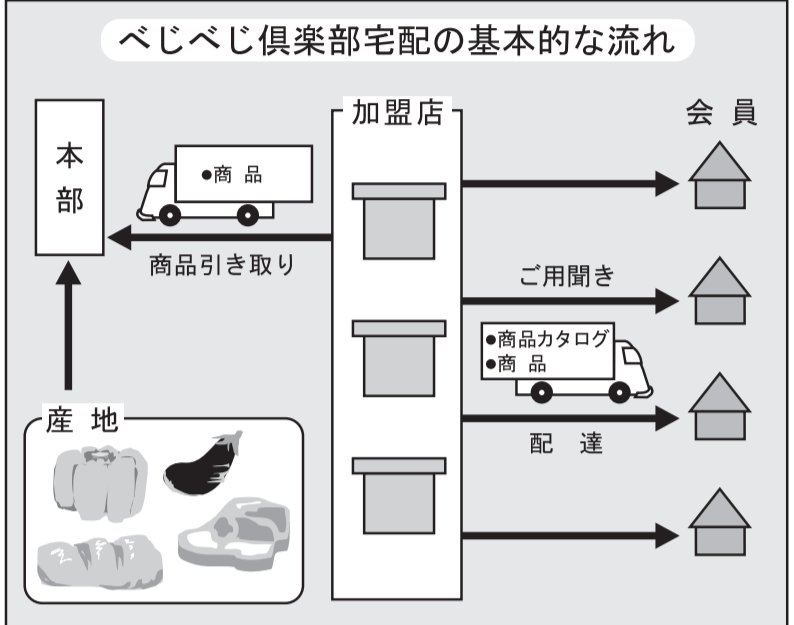 べじべじ倶楽部宅配の基本的な流れ
本部
加盟店
会員
●商品
商品引き取り
ご用聞き
●商品カタログ
●商品
配達
産地